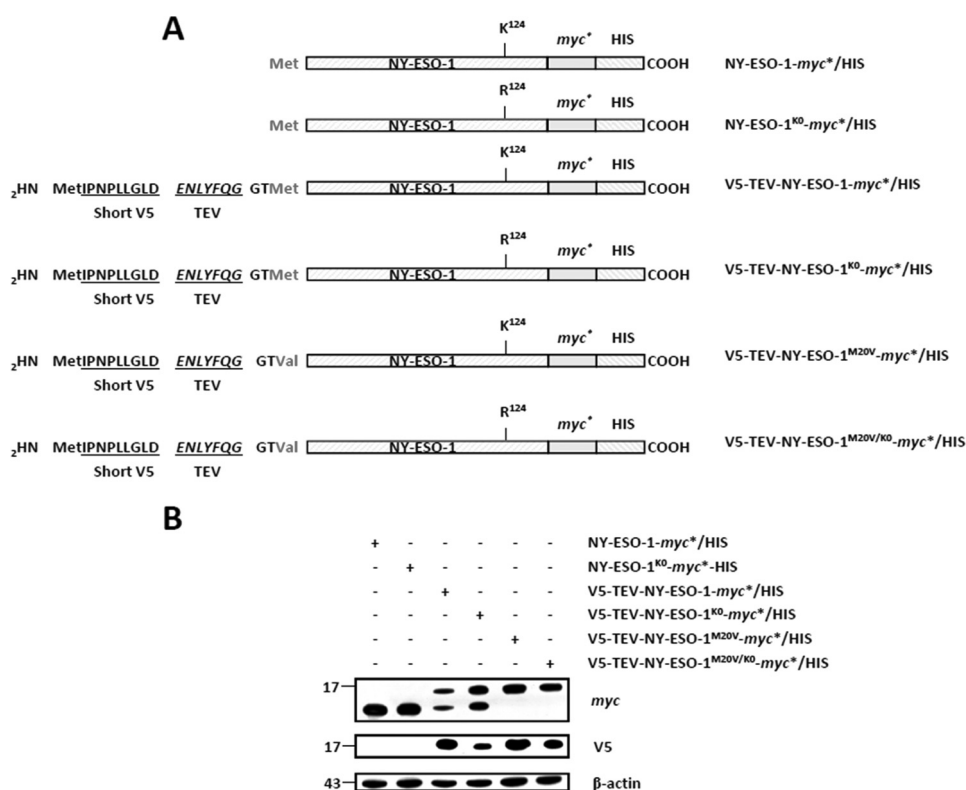 A
K¹²⁴ myc* HIS
Met NY-ESO-1 COOH NY-ESO-1-myc*/HIS
R¹²⁴ myc* HIS
Met NY-ESO-1 COOH NY-ESO-1ᴷ⁰-myc*/HIS
K¹²⁴ myc* HIS
₂HN MetIPNPLLGLD ENLYFQG GTMet NY-ESO-1 COOH V5-TEV-NY-ESO-1-myc*/HIS
Short V5 TEV
R¹²⁴ myc* HIS
₂HN MetIPNPLLGLD ENLYFQG GTMet NY-ESO-1 COOH V5-TEV-NY-ESO-1ᴷ⁰-myc*/HIS
Short V5 TEV
K¹²⁴ myc* HIS
₂HN MetIPNPLLGLD ENLYFQG GTVal NY-ESO-1 COOH V5-TEV-NY-ESO-1ᴹ²⁰ⱽ-myc*/HIS
Short V5 TEV
R¹²⁴ myc* HIS
₂HN MetIPNPLLGLD ENLYFQG GTVal NY-ESO-1 COOH V5-TEV-NY-ESO-1ᴹ²⁰ⱽ/ᴷ⁰-myc*/HIS
Short V5 TEV
B
+ - - - - - NY-ESO-1-myc*/HIS
- + - - - - NY-ESO-1ᴷ⁰-myc*-HIS
- - + - - - V5-TEV-NY-ESO-1-myc*/HIS
- - - + - - V5-TEV-NY-ESO-1ᴷ⁰-myc*/HIS
- - - - + - V5-TEV-NY-ESO-1ᴹ²⁰ⱽ-myc*/HIS
- - - - - + V5-TEV-NY-ESO-1ᴹ²⁰ⱽ/ᴷ⁰-myc*/HIS
17 myc
17 V5
43 β-actin